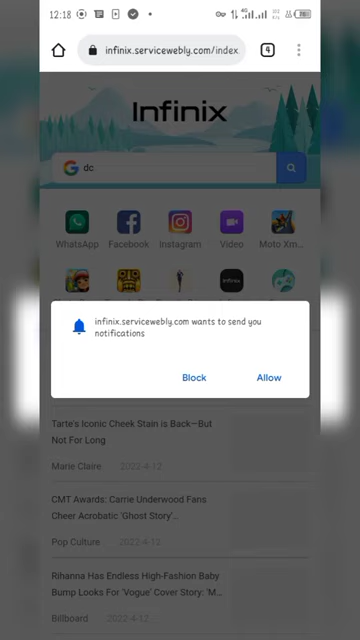 12:18
infinix.servicewebly.com/index
4
Infinix
dc
WhatsApp
Facebook
Instagram
Video
Moto Xm...
infinix.servicewebly.com wants to send you
notifications
Block
Allow
Tarte's Iconic Cheek Stain is Back—But
Not For Long
Marie Claire
2022-4-12
CMT Awards: Carrie Underwood Fans
Cheer Acrobatic 'Ghost Story'...
Pop Culture
2022-4-12
Rihanna Has Endless High-Fashion Baby
Bump Looks For 'Vogue' Cover Story: 'M...
Billboard
2022-4-12